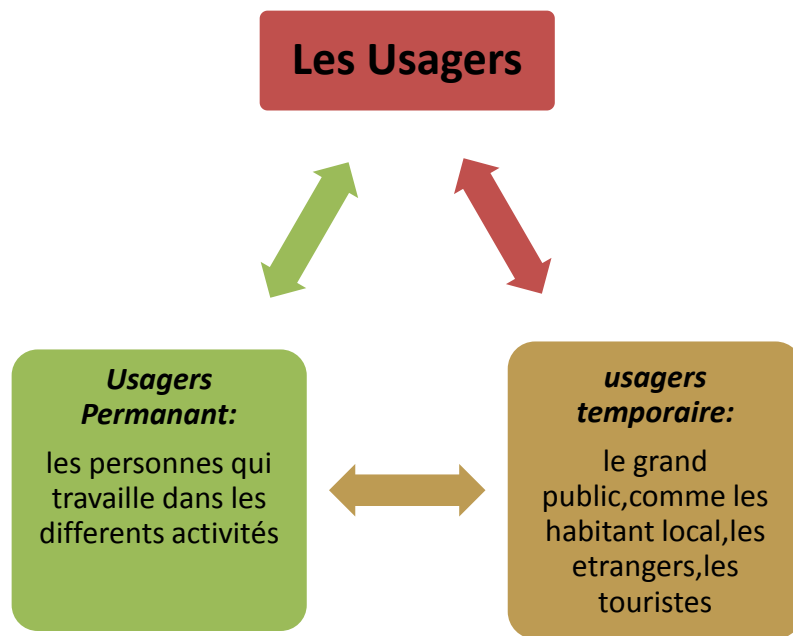 Les Usagers
Usagers
Permanant:
les personnes qui
travaille dans les
differents activités
usagers
temporaire:
le grand
public,comme les
habitant local,les
etrangers,les
touristes